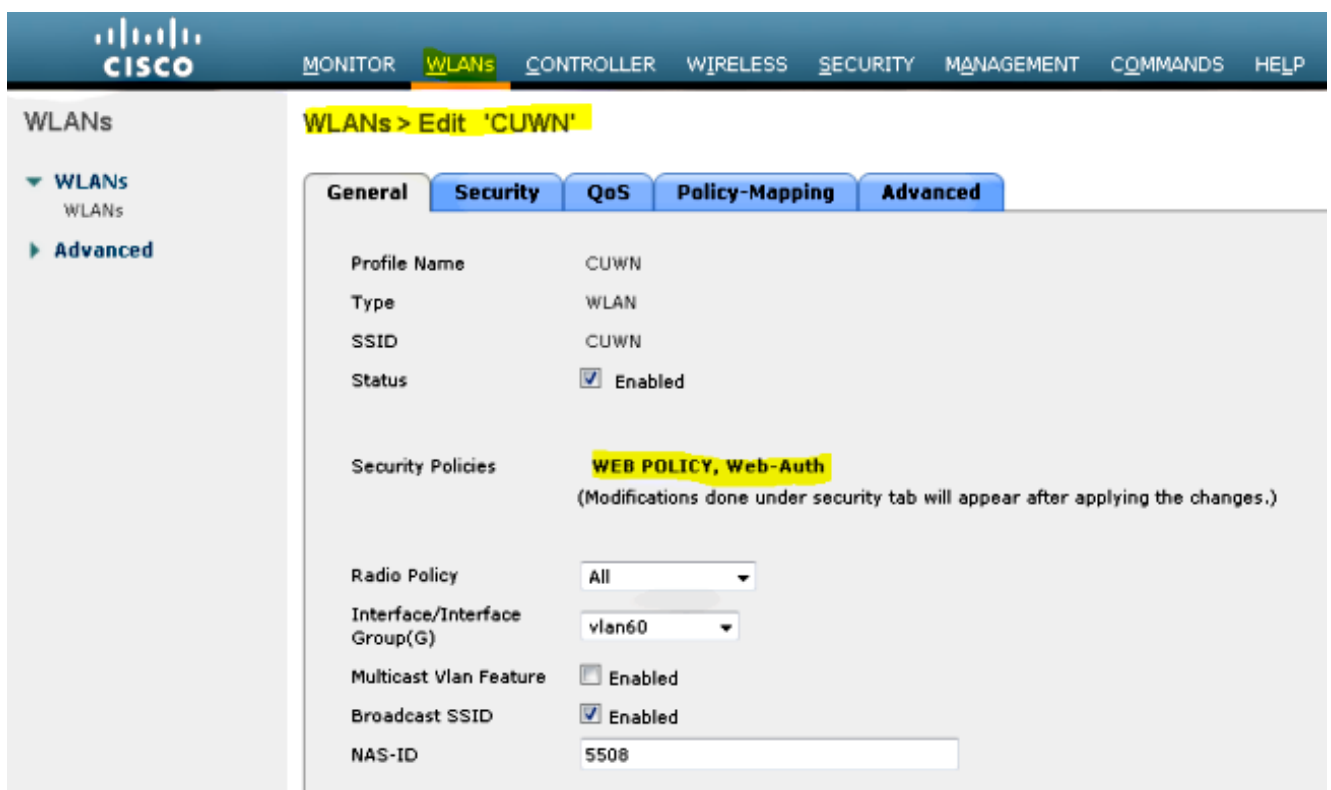 CISCO
MONITOR WLANs CONTROLLER WIRELESS SECURITY MANAGEMENT COMMANDS HELP
WLANs
WLANs
WLANs
Advanced
WLANs > Edit 'CUWN'
General Security QoS Policy-Mapping Advanced
Profile Name CUWN
Type WLAN
SSID CUWN
Status Enabled
Security Policies WEB POLICY, Web-Auth
(Modifications done under security tab will appear after applying the changes.)
Radio Policy All
Interface/Interface
Group(G) vlan60
Multicast Vlan Feature Enabled
Broadcast SSID Enabled
NAS-ID 5508